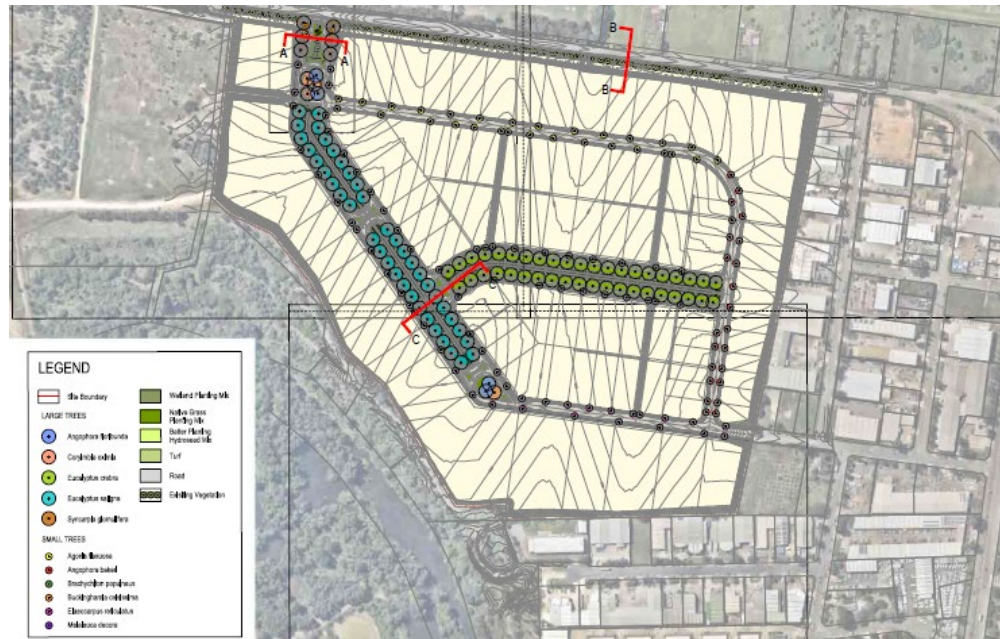 B
A
A
B
C
C
LEGEND
Site Boundary
LARGE TREES
Angophora floribunda
Corymbia eximia
Eucalyptus crebra
Eucalyptus saligna
Syncarpia glomulifera
SMALL TREES
Agonis flexuosa
Angophora bakeri
Brachychiton populneus
Buckinghamia celsissima
Elaeocarpus reticulatus
Melaleuca decora
Wetland Planting Mix
Native Grass
Planting Mix
Batter Planting
Hydroseed Mix
Turf
Road
Existing Vegetation